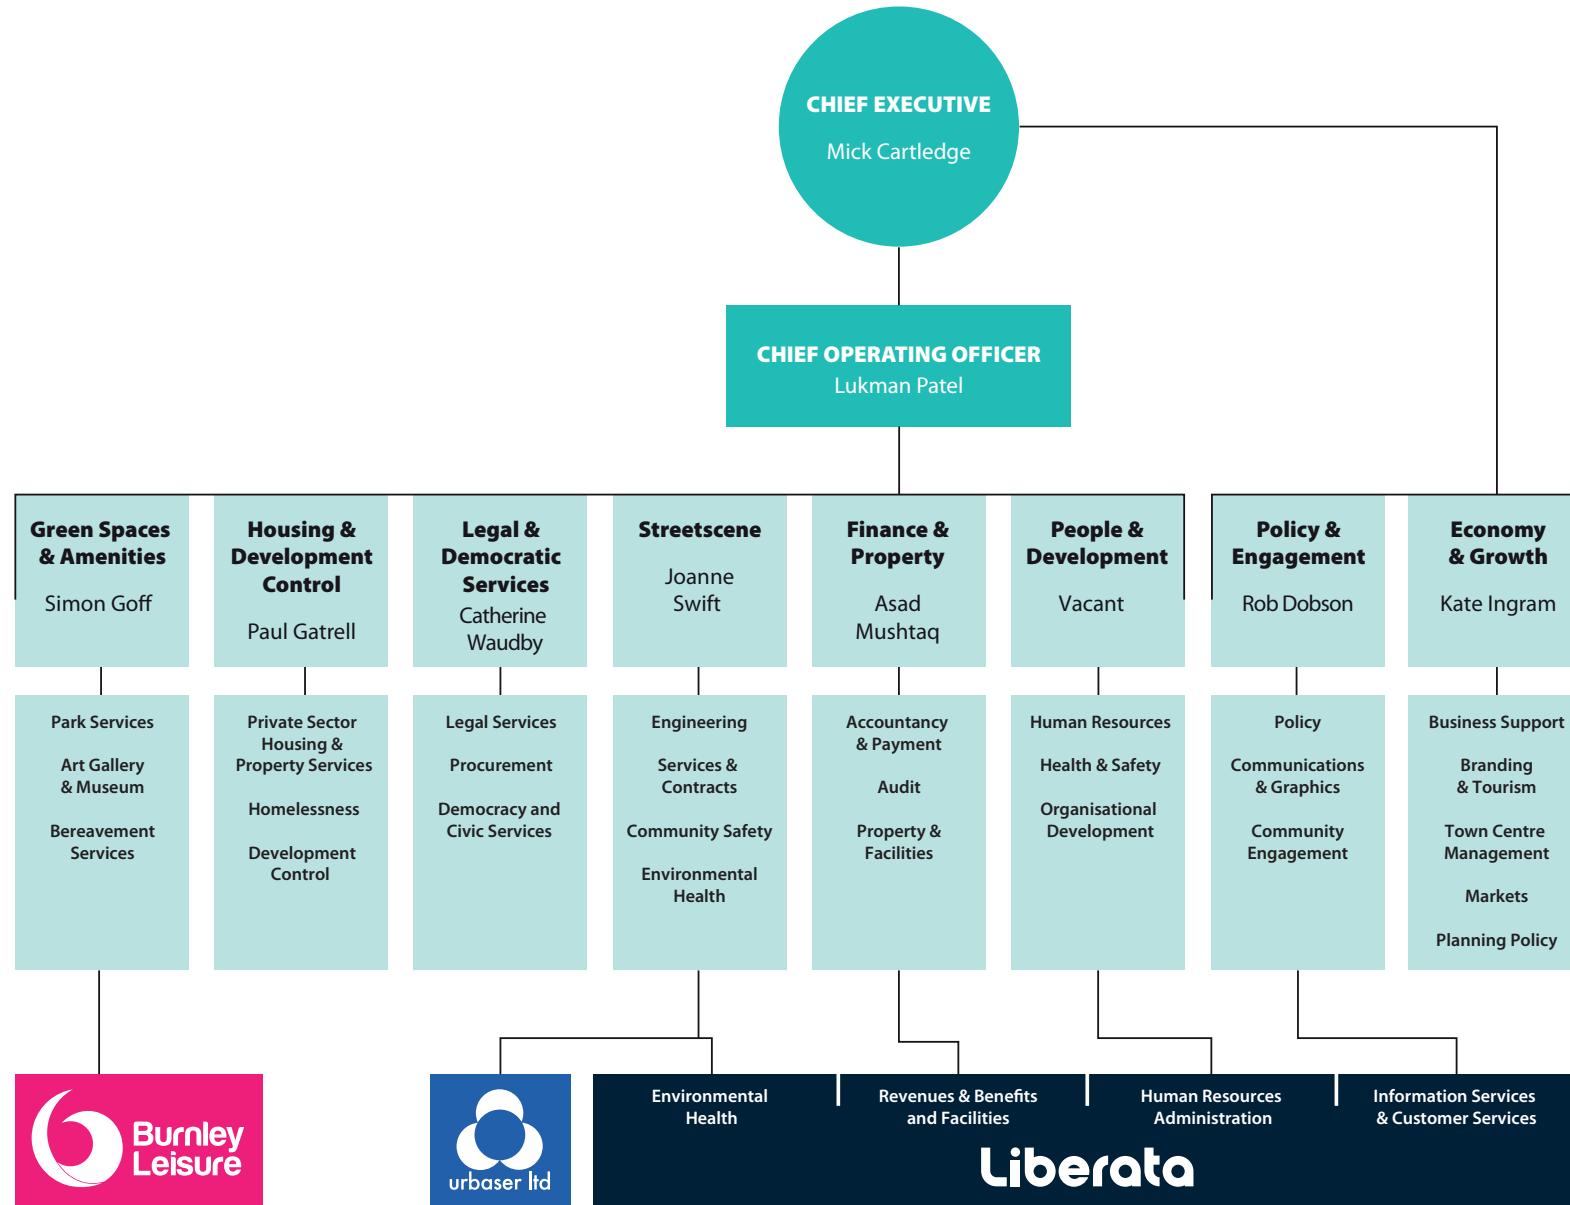 CHIEF EXECUTIVE
Mick Cartledge
CHIEF OPERATING OFFICER
Lukman Patel
Green Spaces
& Amenities
Simon Goff
Housing &
Development
Control
Paul Gatrell
Legal &
Democratic
Services
Catherine
Waudby
Streetscene
Joanne
Swift
Finance &
Property
Asad
Mushtaq
People &
Development
Vacant
Policy &
Engagement
Rob Dobson
Economy
& Growth
Kate Ingram
Park Services
Art Gallery
& Museum
Bereavement
Services
Private Sector
Housing &
Property Services
Homelessness
Development
Control
Legal Services
Procurement
Democracy and
Civic Services
Engineering
Services &
Contracts
Community Safety
Environmental
Health
Accountancy
& Payment
Audit
Property &
Facilities
Human Resources
Health & Safety
Organisational
Development
Policy
Communications
& Graphics
Community
Engagement
Business Support
Branding
& Tourism
Town Centre
Management
Markets
Planning Policy
Burnley
Leisure
urbaser ltd
Environmental
Health
Revenues & Benefits
and Facilities
Human Resources
Administration
Information Services
& Customer Services
Liberata